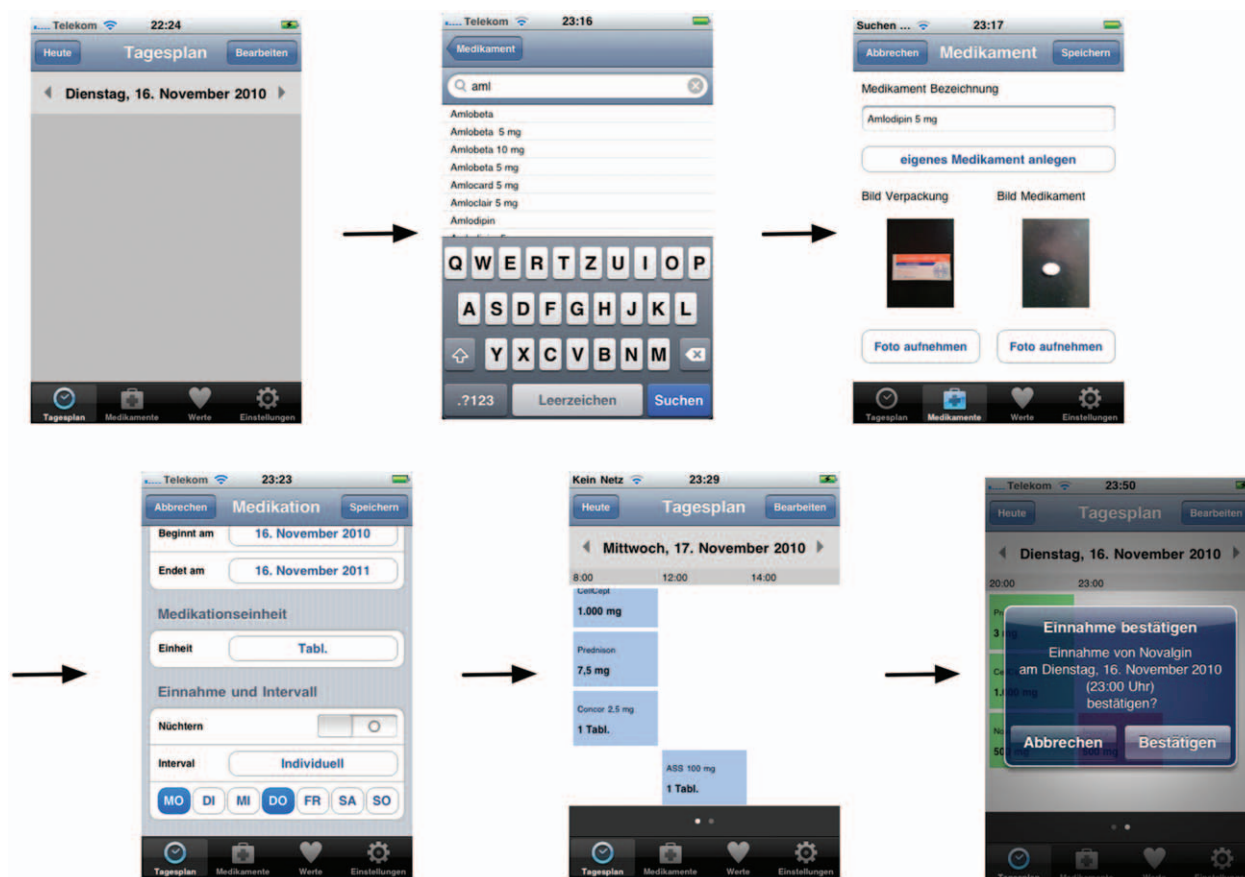 Telekom 22:24
Heute Tagesplan Bearbeiten
Dienstag, 16. November 2010
Tagesplan Medikamente Werte Einstellungen
Telekom 23:16
Medikament
aml
Amlobeta
Amlobeta 5 mg
Amlobeta 10 mg
Amlobeta 5 mg
Amlocard 5 mg
Amloclair 5 mg
Amlodipin
Q W E R T Z U I O P
A S D F G H J K L
Y X C V B N M
.?123 Leerzeichen Suchen
Suchen ... 23:17
Abbrechen Medikament Speichern
Medikament Bezeichnung
Amlodipin 5 mg
eigenes Medikament anlegen
Bild Verpackung Bild Medikament
Foto aufnehmen Foto aufnehmen
Tagesplan Medikamente Werte Einstellungen
Telekom 23:23
Abbrechen Medikation Speichern
Beginnt am 16. November 2010
Endet am 16. November 2011
Medikationseinheit
Einheit Tabl.
Einnahme und Intervall
Nüchtern
Interval Individuell
MO DI MI DO FR SA SO
Tagesplan Medikamente Werte Einstellungen
Kein Netz 23:29
Heute Tagesplan Bearbeiten
Mittwoch, 17. November 2010
8:00 12:00 14:00
CellCept
1.000 mg
Prednison
7,5 mg
Concor 2,5 mg
1 Tabl.
ASS 100 mg
1 Tabl.
Tagesplan Medikamente Werte Einstellungen
Telekom 23:50
Heute Tagesplan Bearbeiten
Dienstag, 16. November 2010
20:00 23:00
Einnahme bestätigen
Einnahme von Novalgin
am Dienstag, 16. November 2010
(23:00 Uhr)
bestätigen?
Abbrechen Bestätigen
Tagesplan Medikamente Werte Einstellungen